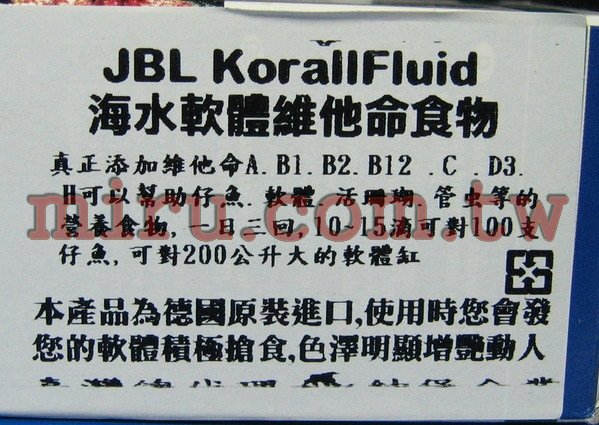 JBL KorallFluid
海水軟體維他命食物
真正添加維他命A.B1.B2.B12 .C .D3.
H可以幫助仔魚.軟體.活珊瑚.管虫等的
營養食物,一日三回,10-15滴可對100支
仔魚,可對200公升大的軟體缸
本產品為德國原裝進口,使用時您會發
您的軟體積極搶食,色澤明顯增艷動人
miru.com.tw